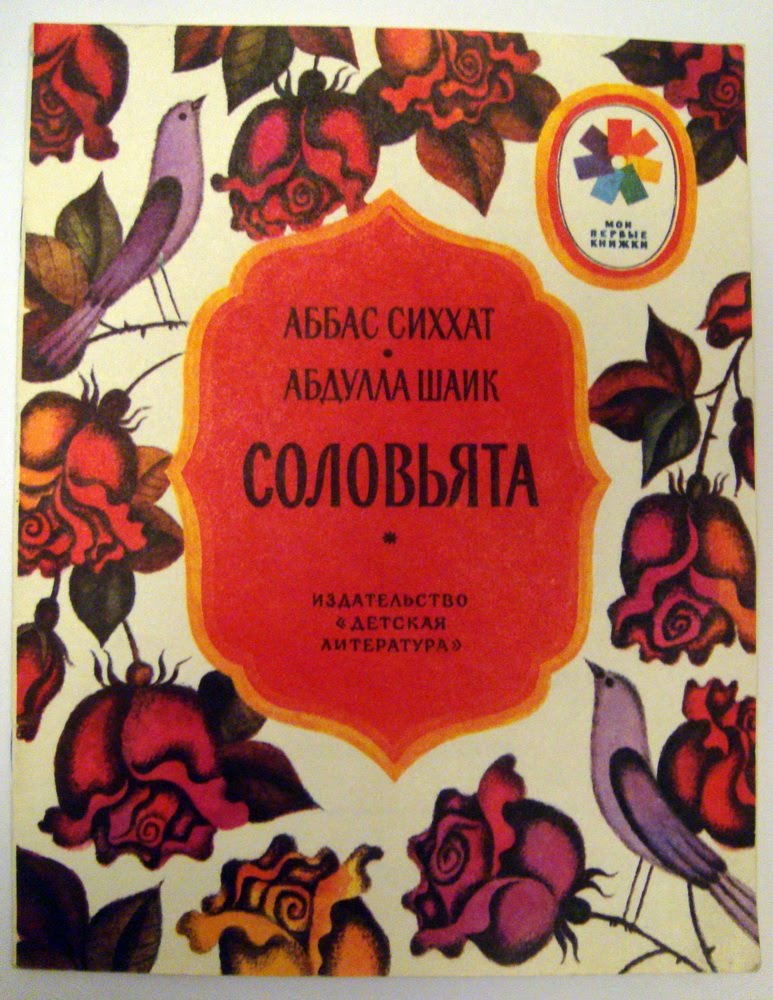 МОИ
ПЕРВЫЕ
КНИЖКИ
АББАС СИХХАТ
•
АБДУЛЛА ШАИК
СОЛОВЬЯТА
*
ИЗДАТЕЛЬСТВО
«ДЕТСКАЯ
ЛИТЕРАТУРА»